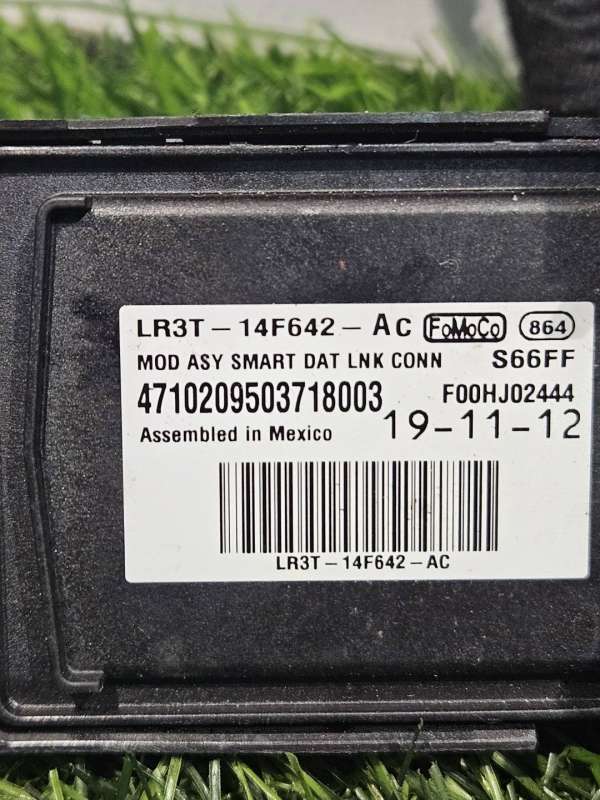 LR3T-14F642-AC FoMoCo 864
MOD ASY SMART DAT LNK CONN S66FF
4710209503718003 F00HJ02444
Assembled in Mexico 19-11-12
LR3T-14F642-AC